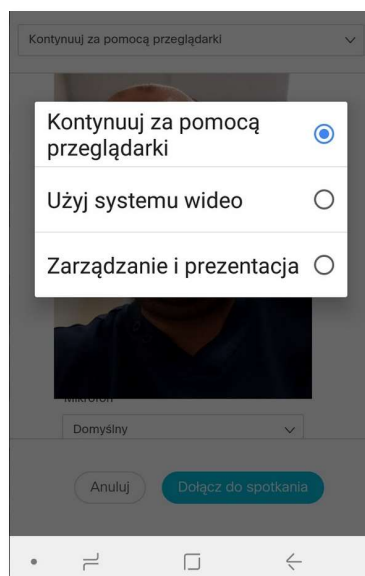 Kontynuuj za pomocą przeglądarki
Kontynuuj za pomocą
przeglądarki
Użyj systemu wideo
Zarządzanie i prezentacja
Mikrofon
Domyślny
Anuluj
Dołącz do spotkania